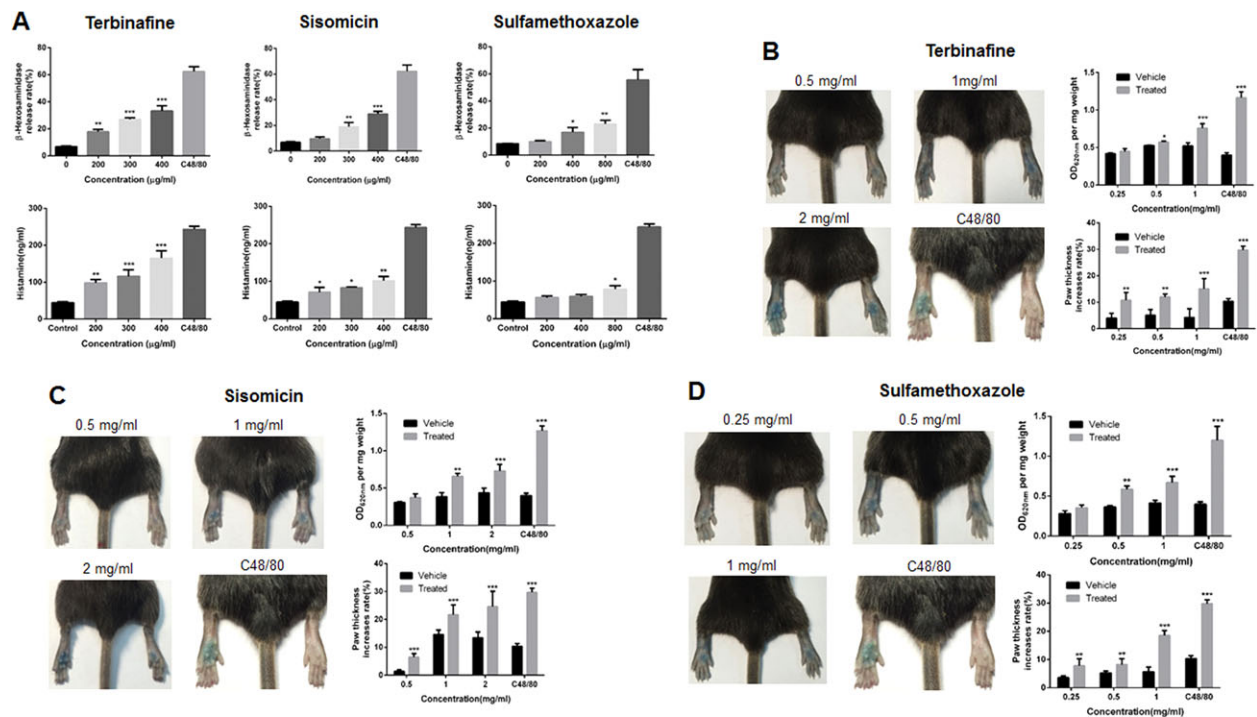 A
Terbinafine
Sisomicin
Sulfamethoxazole
β-Hexosaminidase
release rate(%)
80
60
40
20
0
** *** ***
0 200 300 400 C48/80
Concentration (μg/ml)
β-Hexosaminidase
release rate(%)
80
60
40
20
0
** ***
0 200 300 400 C48/80
Concentration (μg/ml)
β-Hexosaminidase
release rate(%)
80
60
40
20
0
* **
0 200 400 800 C48/80
Concentration (μg/ml)
Histamine(ng/ml)
300
200
100
0
** *** ***
Control 200 300 400 C48/80
Concentration (μg/ml)
Histamine(ng/ml)
300
200
100
0
* * **
Control 200 300 400 C48/80
Concentration (μg/ml)
Histamine(ng/ml)
300
200
100
0
*
Control 200 400 800 C48/80
Concentration (μg/ml)
B
Terbinafine
0.5 mg/ml
1mg/ml
2 mg/ml
C48/80
OD620nm per mg weight
1.5
1.0
0.5
0.0
Vehicle
Treated
* *** ***
0.25 0.5 1 C48/80
Concentration(mg/ml)
Paw thickness
increases rate(%)
40
30
20
10
0
Vehicle
Treated
** ** *** ***
0.25 0.5 1 C48/80
Concentration(mg/ml)
C
Sisomicin
0.5 mg/ml
1 mg/ml
2 mg/ml
C48/80
OD620nm per mg weight
1.5
1.0
0.5
0.0
Vehicle
Treated
** *** ***
0.5 1 2 C48/80
Concentration(mg/ml)
Paw thickness
increases rate(%)
40
30
20
10
0
Vehicle
Treated
*** *** *** ***
0.5 1 2 C48/80
Concentration(mg/ml)
D
Sulfamethoxazole
0.25 mg/ml
0.5 mg/ml
1 mg/ml
C48/80
OD620nm per mg weight
1.5
1.0
0.5
0.0
Vehicle
Treated
** *** ***
0.25 0.5 1 C48/80
Concentration(mg/ml)
Paw thickness
increases rate(%)
40
30
20
10
0
Vehicle
Treated
** ** *** ***
0.25 0.5 1 C48/80
Concentration(mg/ml)